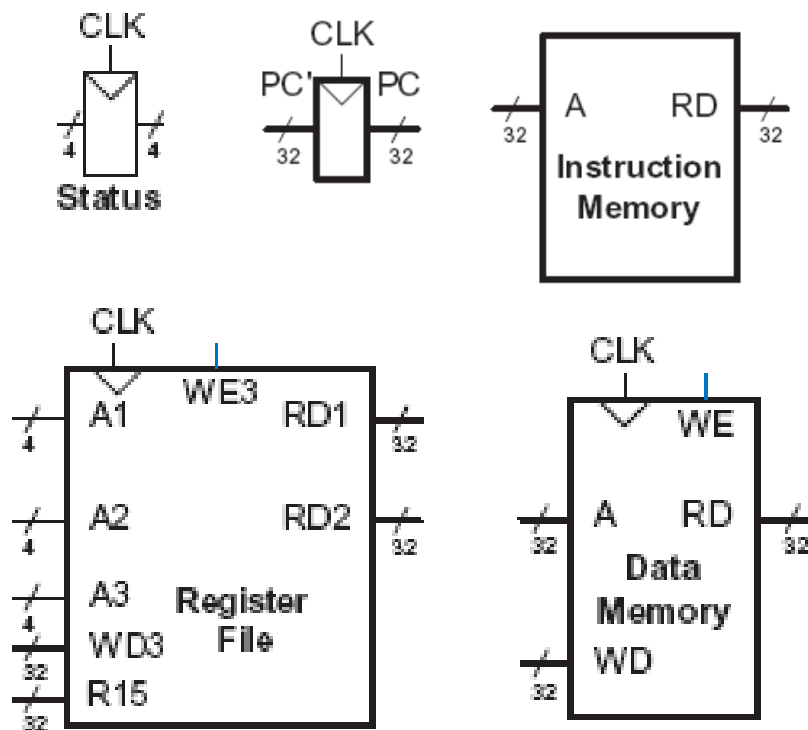 CLK
4
4
Status
CLK
PC' PC
32
32
A RD
32
32
Instruction
Memory
CLK
WE3
A1 RD1
4
32
A2 RD2
4
32
A3
4
Register
File
WD3
32
R15
32
CLK
WE
A RD
32
32
Data
Memory
WD
32